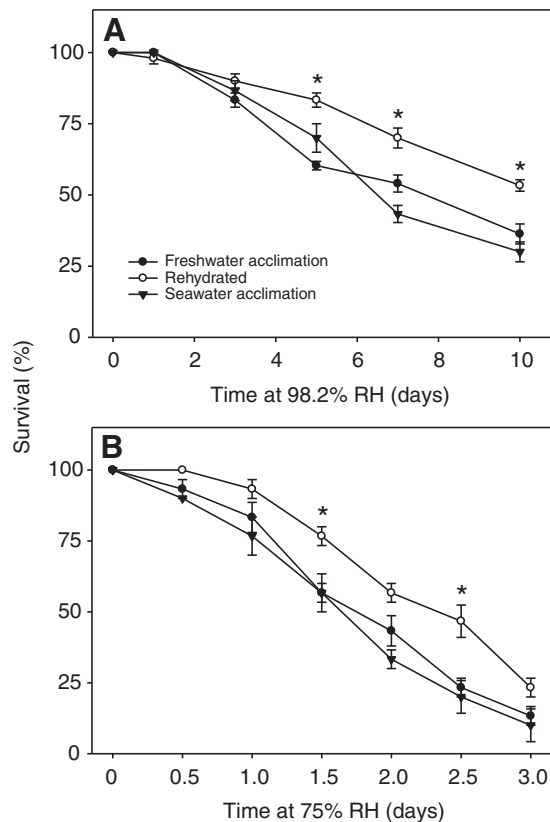 A
100
75
50
25
0
* * *
Freshwater acclimation
Rehydrated
Seawater acclimation
0 2 4 6 8 10
Time at 98.2% RH (days)
Survival (%)
B
100
75
50
25
0
* *
0 0.5 1.0 1.5 2.0 2.5 3.0
Time at 75% RH (days)